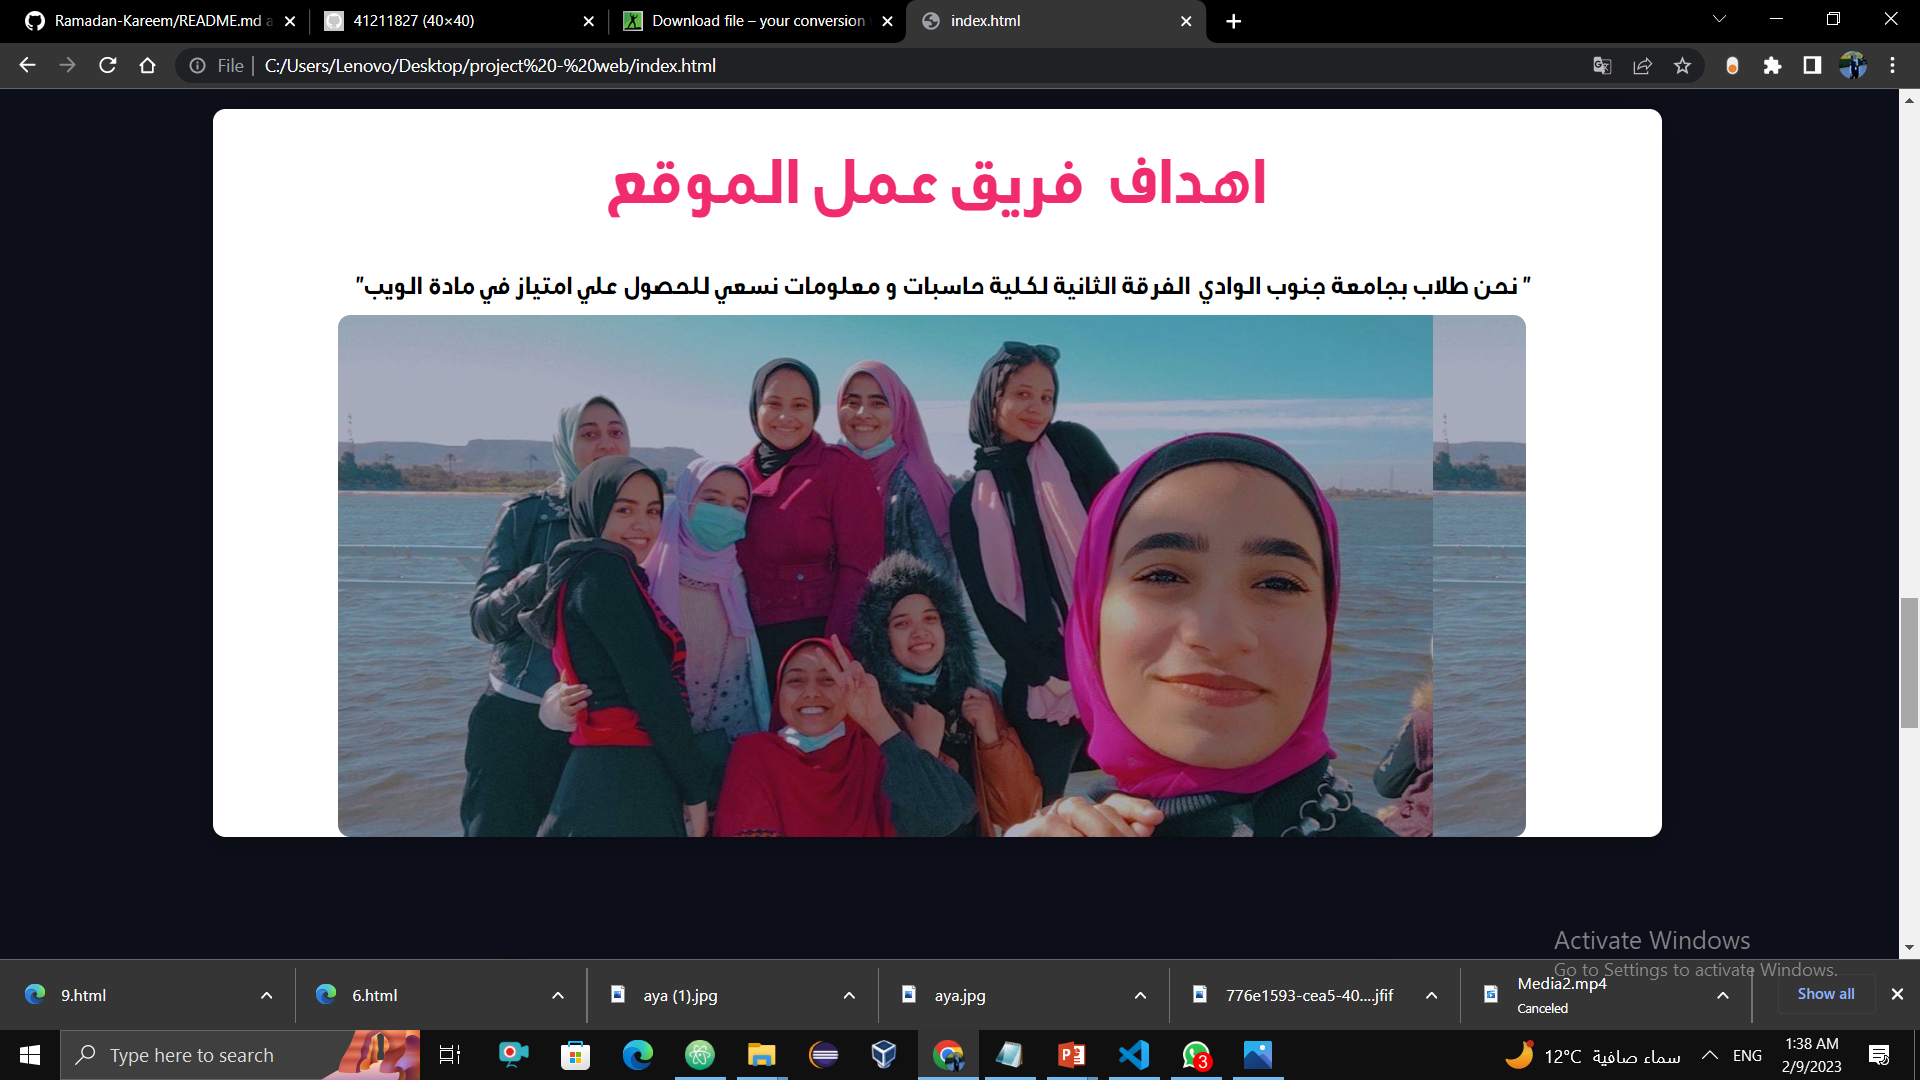 Ramadan-Kareem/README.md a
41211827 (40×40)
Download file – your conversion
index.html
File
C:/Users/Lenovo/Desktop/project%20-%20web/index.html
اهداف فريق عمل الموقع
" نحن طلاب بجامعة جنوب الوادي الفرقة الثانية لكلية حاسبات و معلومات نسعي للحصول علي امتياز في مادة الويب"
Activate Windows
Go to Settings to activate Windows.
9.html
6.html
aya (1).jpg
aya.jpg
776e1593-cea5-40....jfif
Media2.mp4
Canceled
Show all
Type here to search
3
12°C سماء صافية
ENG
1:38 AM
2/9/2023